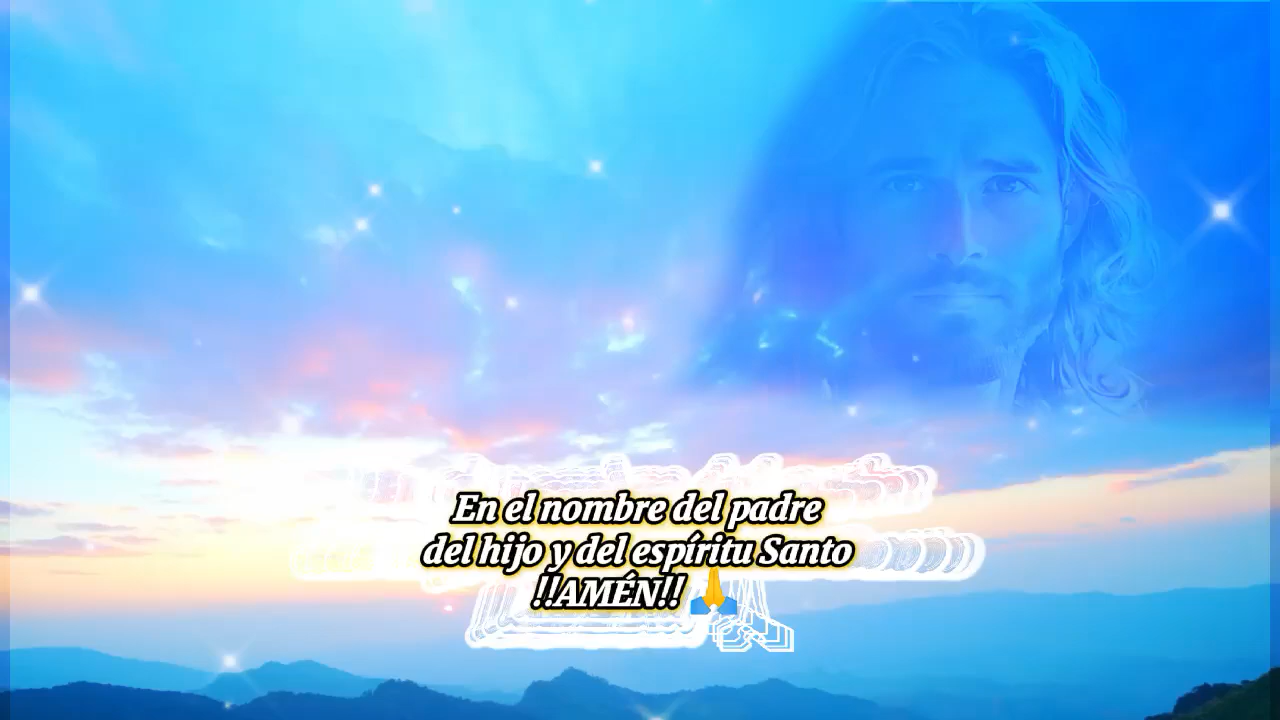 En el nombre del padre
del hijo y del espíritu Santo
!!AMÉN!! 🙏